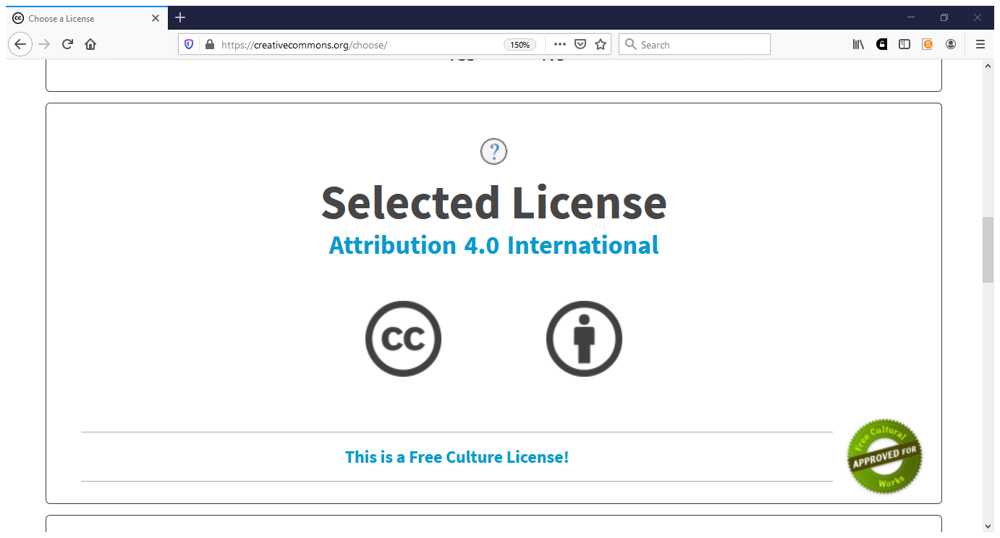 Choose a License
https://creativecommons.org/choose/
150%
Search
Selected License
Attribution 4.0 International
cc
This is a Free Culture License!
Free Cultural
APPROVED FOR
Works